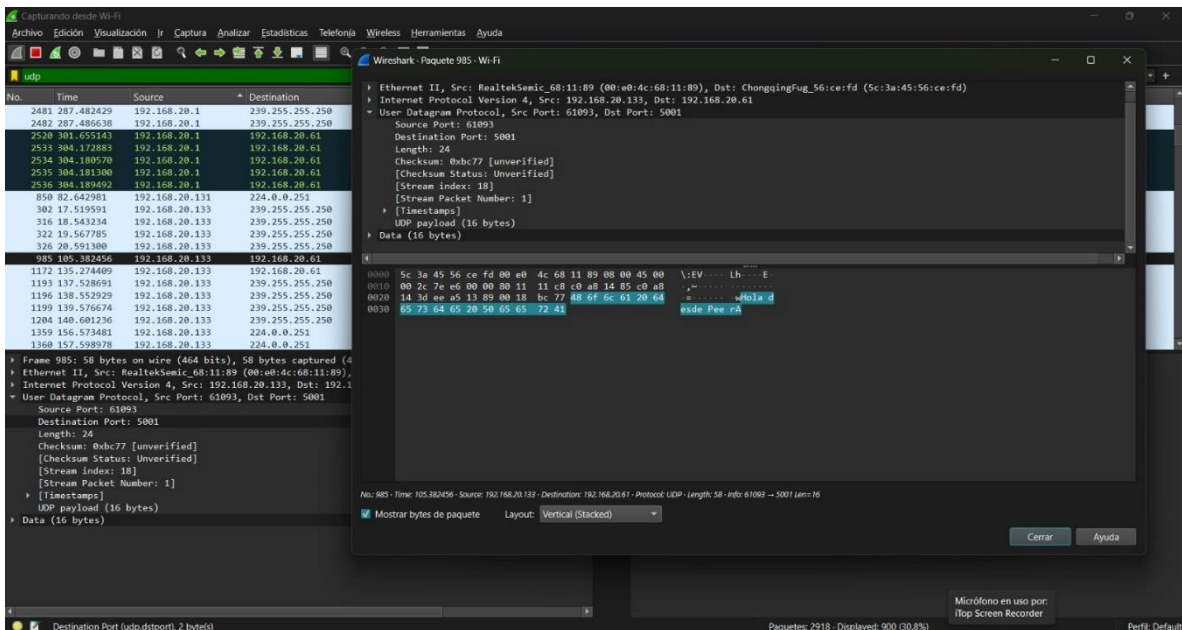 Capturando desde Wi-Fi
Archivo Edición Visualización Ir Captura Analizar Estadísticas Telefonía Wireless Herramientas Ayuda
udp
No. Time Source Destination
2481 287.482429 192.168.20.1 239.255.255.250
2482 287.486638 192.168.20.1 239.255.255.250
2520 301.655143 192.168.20.1 192.168.20.61
2533 304.172883 192.168.20.1 192.168.20.61
2534 304.180570 192.168.20.1 192.168.20.61
2535 304.181300 192.168.20.1 192.168.20.61
2536 304.189492 192.168.20.1 192.168.20.61
850 82.642981 192.168.20.131 224.0.0.251
302 17.519591 192.168.20.133 239.255.255.250
316 18.543234 192.168.20.133 239.255.255.250
322 19.567785 192.168.20.133 239.255.255.250
326 20.591300 192.168.20.133 239.255.255.250
985 105.382456 192.168.20.133 192.168.20.61
1172 135.274409 192.168.20.133 192.168.20.61
1193 137.528691 192.168.20.133 239.255.255.250
1196 138.552929 192.168.20.133 239.255.255.250
1199 139.576674 192.168.20.133 239.255.255.250
1204 140.601236 192.168.20.133 239.255.255.250
1359 156.573481 192.168.20.133 224.0.0.251
1360 157.598978 192.168.20.133 224.0.0.251
Frame 985: 58 bytes on wire (464 bits), 58 bytes captured (4
Ethernet II, Src: RealtekSemic_68:11:89 (00:e0:4c:68:11:89),
Internet Protocol Version 4, Src: 192.168.20.133, Dst: 192.1
User Datagram Protocol, Src Port: 61093, Dst Port: 5001
Source Port: 61093
Destination Port: 5001
Length: 24
Checksum: 0xbc77 [unverified]
[Checksum Status: Unverified]
[Stream index: 18]
[Stream Packet Number: 1]
[Timestamps]
UDP payload (16 bytes)
Data (16 bytes)
Wireshark · Paquete 985 · Wi-Fi
Ethernet II, Src: RealtekSemic_68:11:89 (00:e0:4c:68:11:89), Dst: ChongqingFug_56:ce:fd (5c:3a:45:56:ce:fd)
Internet Protocol Version 4, Src: 192.168.20.133, Dst: 192.168.20.61
User Datagram Protocol, Src Port: 61093, Dst Port: 5001
Source Port: 61093
Destination Port: 5001
Length: 24
Checksum: 0xbc77 [unverified]
[Checksum Status: Unverified]
[Stream index: 18]
[Stream Packet Number: 1]
[Timestamps]
UDP payload (16 bytes)
Data (16 bytes)
0000 5c 3a 45 56 ce fd 00 e0 4c 68 11 89 08 00 45 00 \:EV···· Lh····E·
0010 00 2c 7e e6 00 00 80 11 11 c8 c0 a8 14 85 c0 a8 ·,~····· ········
0020 14 3d ee a5 13 89 00 18 bc 77 48 6f 6c 61 20 64 ·=······ ·wHola d
0030 65 73 64 65 20 50 65 65 72 41 esde Pee rA
No.: 985 · Time: 105.382456 · Source: 192.168.20.133 · Destination: 192.168.20.61 · Protocol: UDP · Length: 58 · Info: 61093 → 5001 Len=16
Mostrar bytes de paquete Layout: Vertical (Stacked)
Cerrar Ayuda
Micrófono en uso por:
iTop Screen Recorder
Destination Port (udp.dstport), 2 byte(s) Paquetes: 2918 · Displayed: 900 (30.8%) Perfil: Default